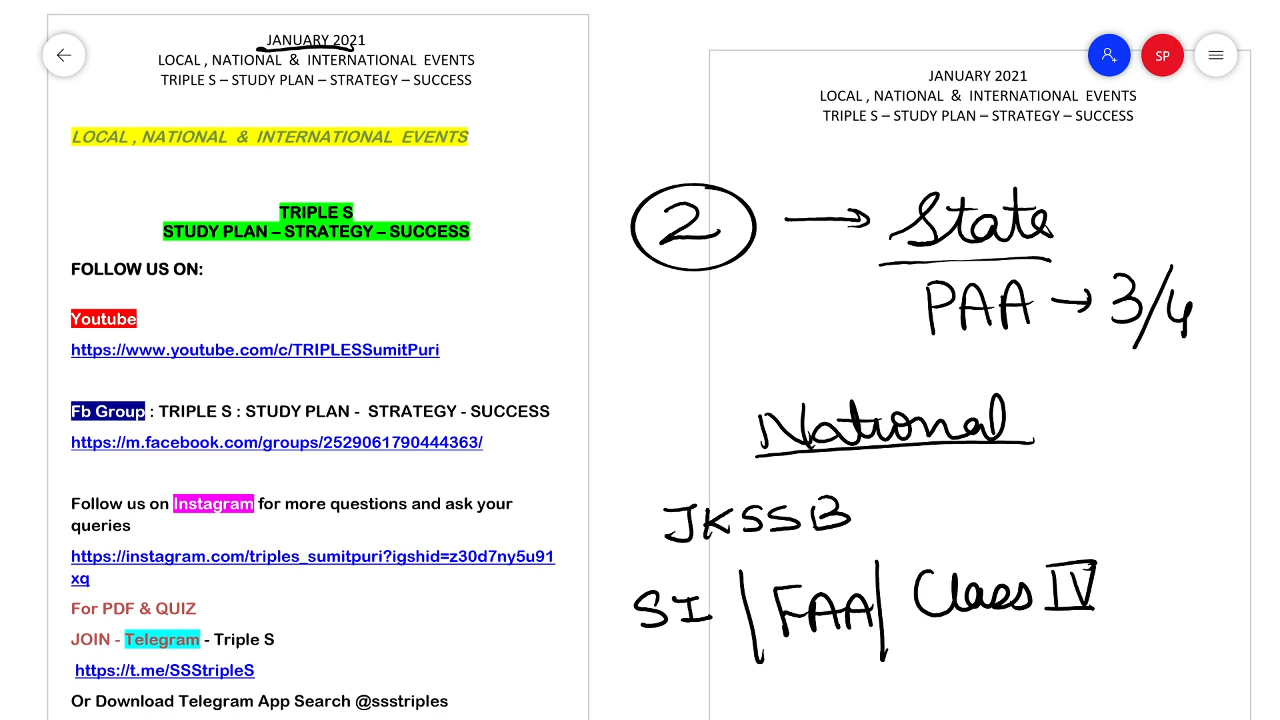 JANUARY 2021
LOCAL , NATIONAL & INTERNATIONAL EVENTS
TRIPLE S – STUDY PLAN – STRATEGY – SUCCESS
LOCAL , NATIONAL & INTERNATIONAL EVENTS
TRIPLE S
STUDY PLAN – STRATEGY – SUCCESS
FOLLOW US ON:
Youtube
https://www.youtube.com/c/TRIPLESSumitPuri
Fb Group : TRIPLE S : STUDY PLAN - STRATEGY - SUCCESS
https://m.facebook.com/groups/2529061790444363/
Follow us on Instagram for more questions and ask your
queries
https://instagram.com/triples_sumitpuri?igshid=z30d7ny5u91
xq
For PDF & QUIZ
JOIN - Telegram - Triple S
https://t.me/SSStripleS
Or Download Telegram App Search @ssstriples
SP
JANUARY 2021
LOCAL , NATIONAL & INTERNATIONAL EVENTS
TRIPLE S – STUDY PLAN – STRATEGY – SUCCESS
2 → State
PAA → 3/4
National
JKSSB
SI | FAA | Class IV